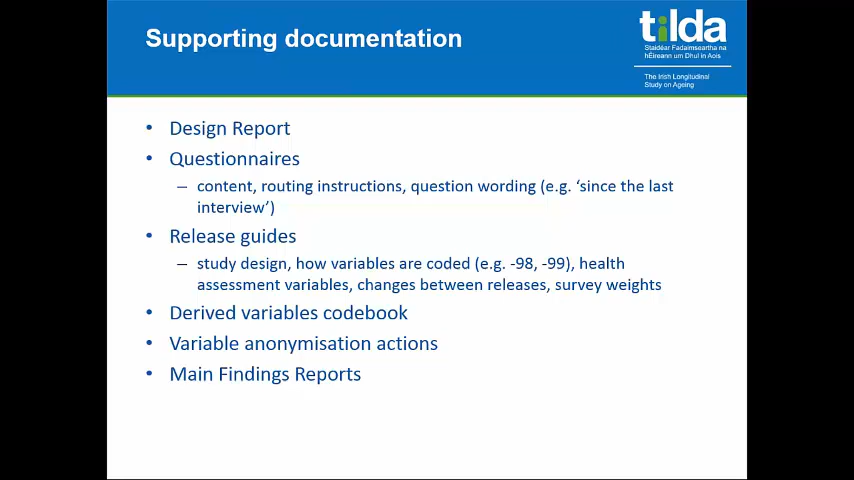 Supporting documentation
tilda
Staidéar Fadaimseartha na
hÉireann um Dhul in Aois
The Irish Longitudinal
Study on Ageing
• Design Report
• Questionnaires
– content, routing instructions, question wording (e.g. ‘since the last
interview’)
• Release guides
– study design, how variables are coded (e.g. -98, -99), health
assessment variables, changes between releases, survey weights
• Derived variables codebook
• Variable anonymisation actions
• Main Findings Reports